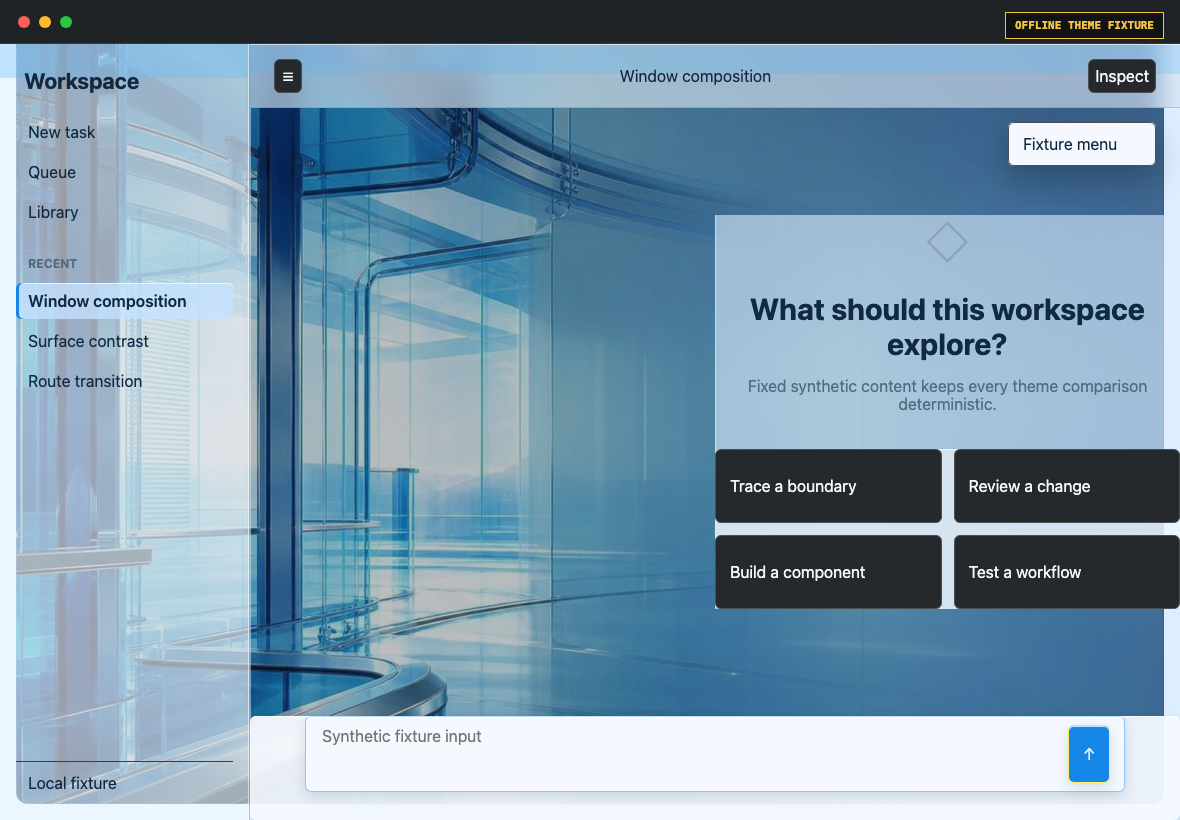 OFFLINE THEME FIXTURE
Workspace
New task
Queue
Library
RECENT
Window composition
Surface contrast
Route transition
Local fixture
Window composition
Inspect
Fixture menu
What should this workspace
explore?
Fixed synthetic content keeps every theme comparison
deterministic.
Trace a boundary
Review a change
Build a component
Test a workflow
Synthetic fixture input